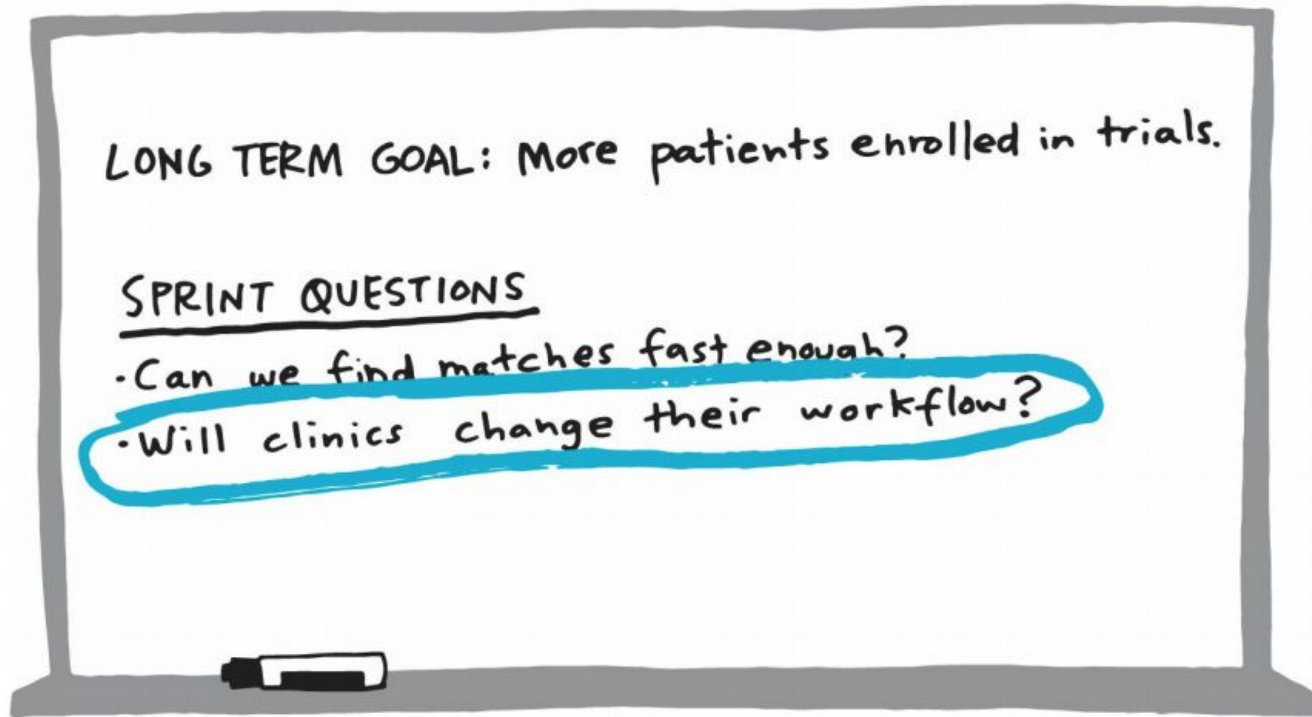 LONG TERM GOAL: More patients enrolled in trials.
SPRINT QUESTIONS
·Can we find matches fast enough?
·Will clinics change their workflow?